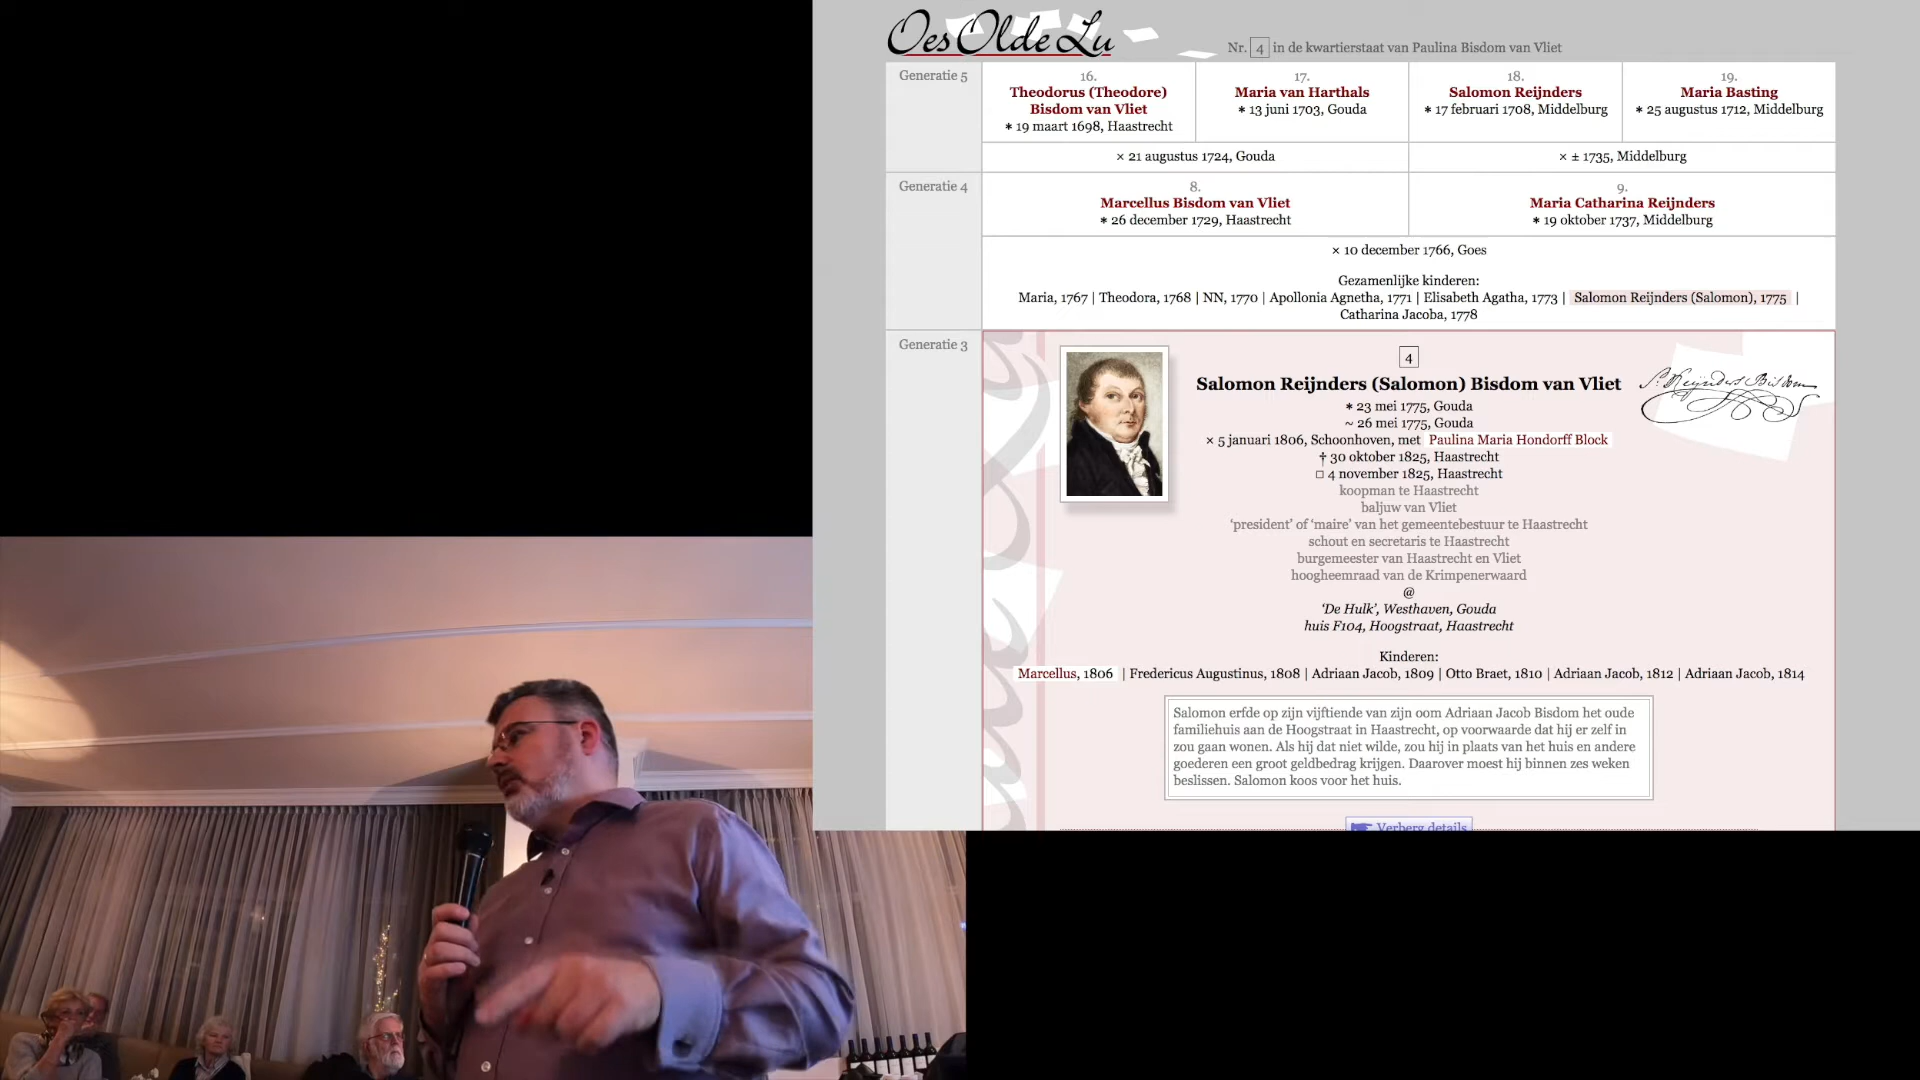 Oes Olde Lu
Nr. 4 in de kwartierstaat van Paulina Bisdom van Vliet
Generatie 5
16.
Theodorus (Theodore)
Bisdom van Vliet
* 19 maart 1698, Haastrecht
17.
Maria van Harthals
* 13 juni 1703, Gouda
18.
Salomon Reijnders
* 17 februari 1708, Middelburg
19.
Maria Basting
* 25 augustus 1712, Middelburg
× 21 augustus 1724, Gouda
× ± 1735, Middelburg
Generatie 4
8.
Marcellus Bisdom van Vliet
* 26 december 1729, Haastrecht
9.
Maria Catharina Reijnders
* 19 oktober 1737, Middelburg
× 10 december 1766, Goes
Gezamenlijke kinderen:
Maria, 1767 | Theodora, 1768 | NN, 1770 | Apollonia Agnetha, 1771 | Elisabeth Agatha, 1773 | Salomon Reijnders (Salomon), 1775 |
Catharina Jacoba, 1778
Generatie 3
4
Salomon Reijnders (Salomon) Bisdom van Vliet
* 23 mei 1775, Gouda
~ 26 mei 1775, Gouda
× 5 januari 1806, Schoonhoven, met Paulina Maria Hondorff Block
† 30 oktober 1825, Haastrecht
□ 4 november 1825, Haastrecht
koopman te Haastrecht
baljuw van Vliet
‘president’ of ‘maire’ van het gemeentebestuur te Haastrecht
schout en secretaris te Haastrecht
burgemeester van Haastrecht en Vliet
hoogheemraad van de Krimpenerwaard
@
‘De Hulk’, Westhaven, Gouda
huis F104, Hoogstraat, Haastrecht
Kinderen:
Marcellus, 1806 | Fredericus Augustinus, 1808 | Adriaan Jacob, 1809 | Otto Braet, 1810 | Adriaan Jacob, 1812 | Adriaan Jacob, 1814
Salomon erfde op zijn vijftiende van zijn oom Adriaan Jacob Bisdom het oude
familiehuis aan de Hoogstraat in Haastrecht, op voorwaarde dat hij er zelf in
zou gaan wonen. Als hij dat niet wilde, zou hij in plaats van het huis en andere
goederen een groot geldbedrag krijgen. Daarover moest hij binnen zes weken
beslissen. Salomon koos voor het huis.
Verberg details
S. Reijnders Bisdom